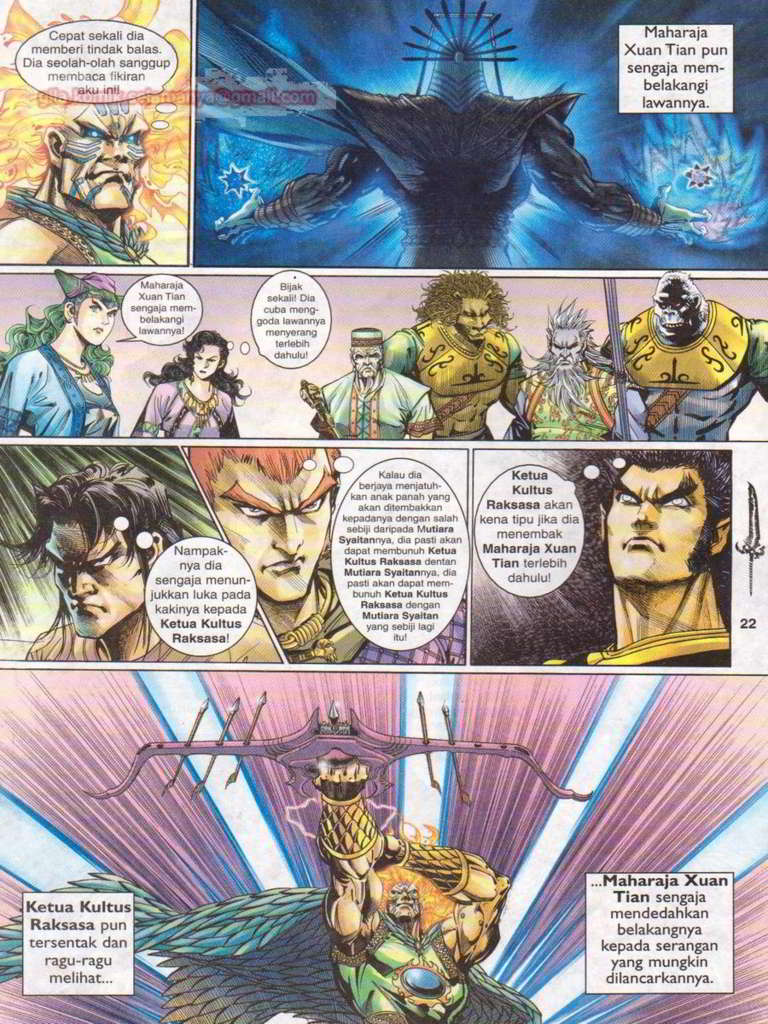 Cepat sekali dia
memberi tindak balas.
Dia seolah-olah sanggup
membaca fikiran
aku ini!
Maharaja
Xuan Tian pun
sengaja mem-
belakangi
lawannya.
Maharaja
Xuan Tian
sengaja mem-
belakangi
lawannya!
Bijak
sekali! Dia
cuba meng-
goda lawannya
menyerang
terlebih
dahulu!
Nampak-
nya dia
sengaja menun-
jukkan luka pada
kakinya kepada
Ketua Kultus
Raksasa!
Kalau dia
berjaya menjatuh-
kan anak panah yang
akan ditembakkan
kepadanya dengan salah
sebiji daripada Mutiara
Syaitannya, dia pasti akan
dapat membunuh Ketua
Kultus Raksasa dentan
Mutiara Syaitannya, dia
pasti akan dapat mem-
bunuh Ketua Kultus
Raksasa dengan
Mutiara Syaitan
yang sebiji lagi
itu!
Ketua
Kultus
Raksasa akan
kena tipu jika dia
menembak
Maharaja Xuan
Tian terlebih
dahulu!
22
Ketua Kultus
Raksasa pun
tersentak dan
ragu-ragu
melihat...
...Maharaja Xuan
Tian sengaja
mendedahkan
belakangnya
kepada serangan
yang mungkin
dilancarkannya.